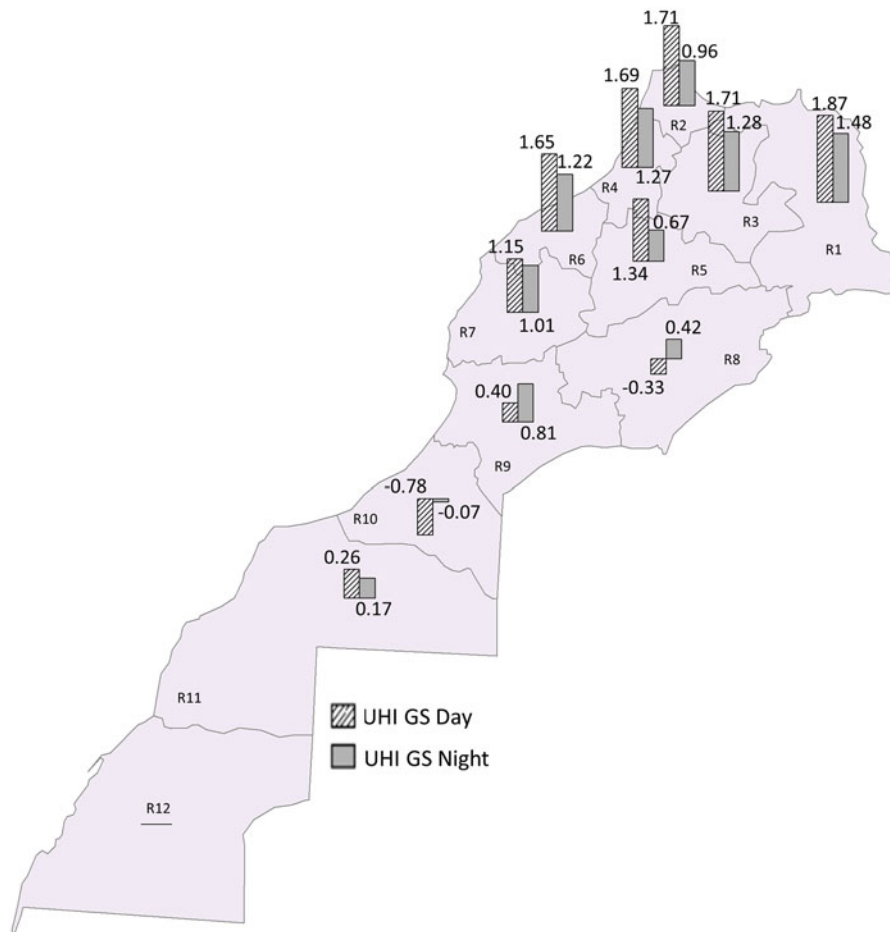 1.71
0.96
1.69
1.71
1.87
1.28
1.48
R2
1.65
1.22
1.27
R4
0.67
R3
1.15
R6
1.34
R5
R1
1.01
R7
0.42
R8
-0.33
0.40
0.81
R9
-0.78
-0.07
R10
0.26
0.17
R11
UHI GS Day
UHI GS Night
R12